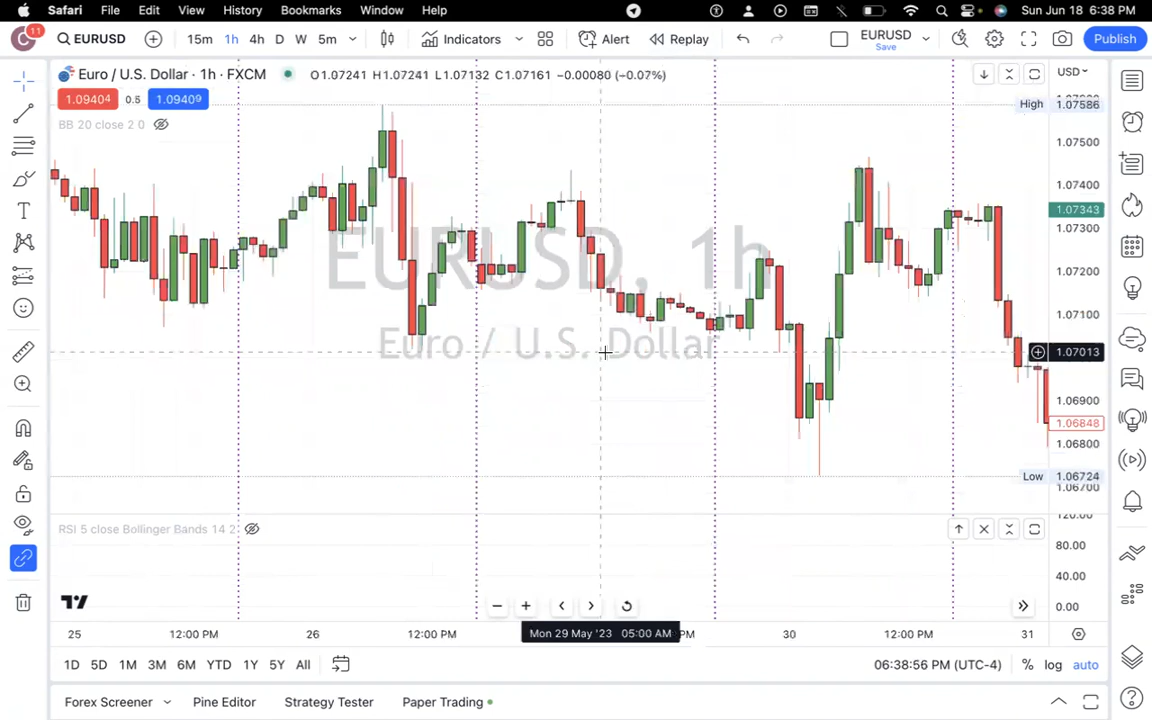 Safari File Edit View History Bookmarks Window Help Sun Jun 18 6:38 PM
11
C EURUSD 15m 1h 4h D W 5m Indicators Alert Replay EURUSD Save Publish
Euro / U.S. Dollar · 1h · FXCM O1.07241 H1.07241 L1.07132 C1.07161 −0.00080 (−0.07%) USD
1.09404 0.5 1.09409
High 1.07586
BB 20 close 2 0
1.07500
1.07400
1.07343
1.07300
EURUSD, 1h
1.07200
1.07100
Euro / U.S. Dollar
1.07013
1.06900
1.06848
1.06800
Low 1.06724
1.06700
120.00
RSI 5 close Bollinger Bands 14 2
80.00
40.00
0.00
25 12:00 PM 26 12:00 PM Mon 29 May '23 05:00 AM PM 30 12:00 PM 31
1D 5D 1M 3M 6M YTD 1Y 5Y All 06:38:56 PM (UTC-4) % log auto
Forex Screener Pine Editor Strategy Tester Paper Trading